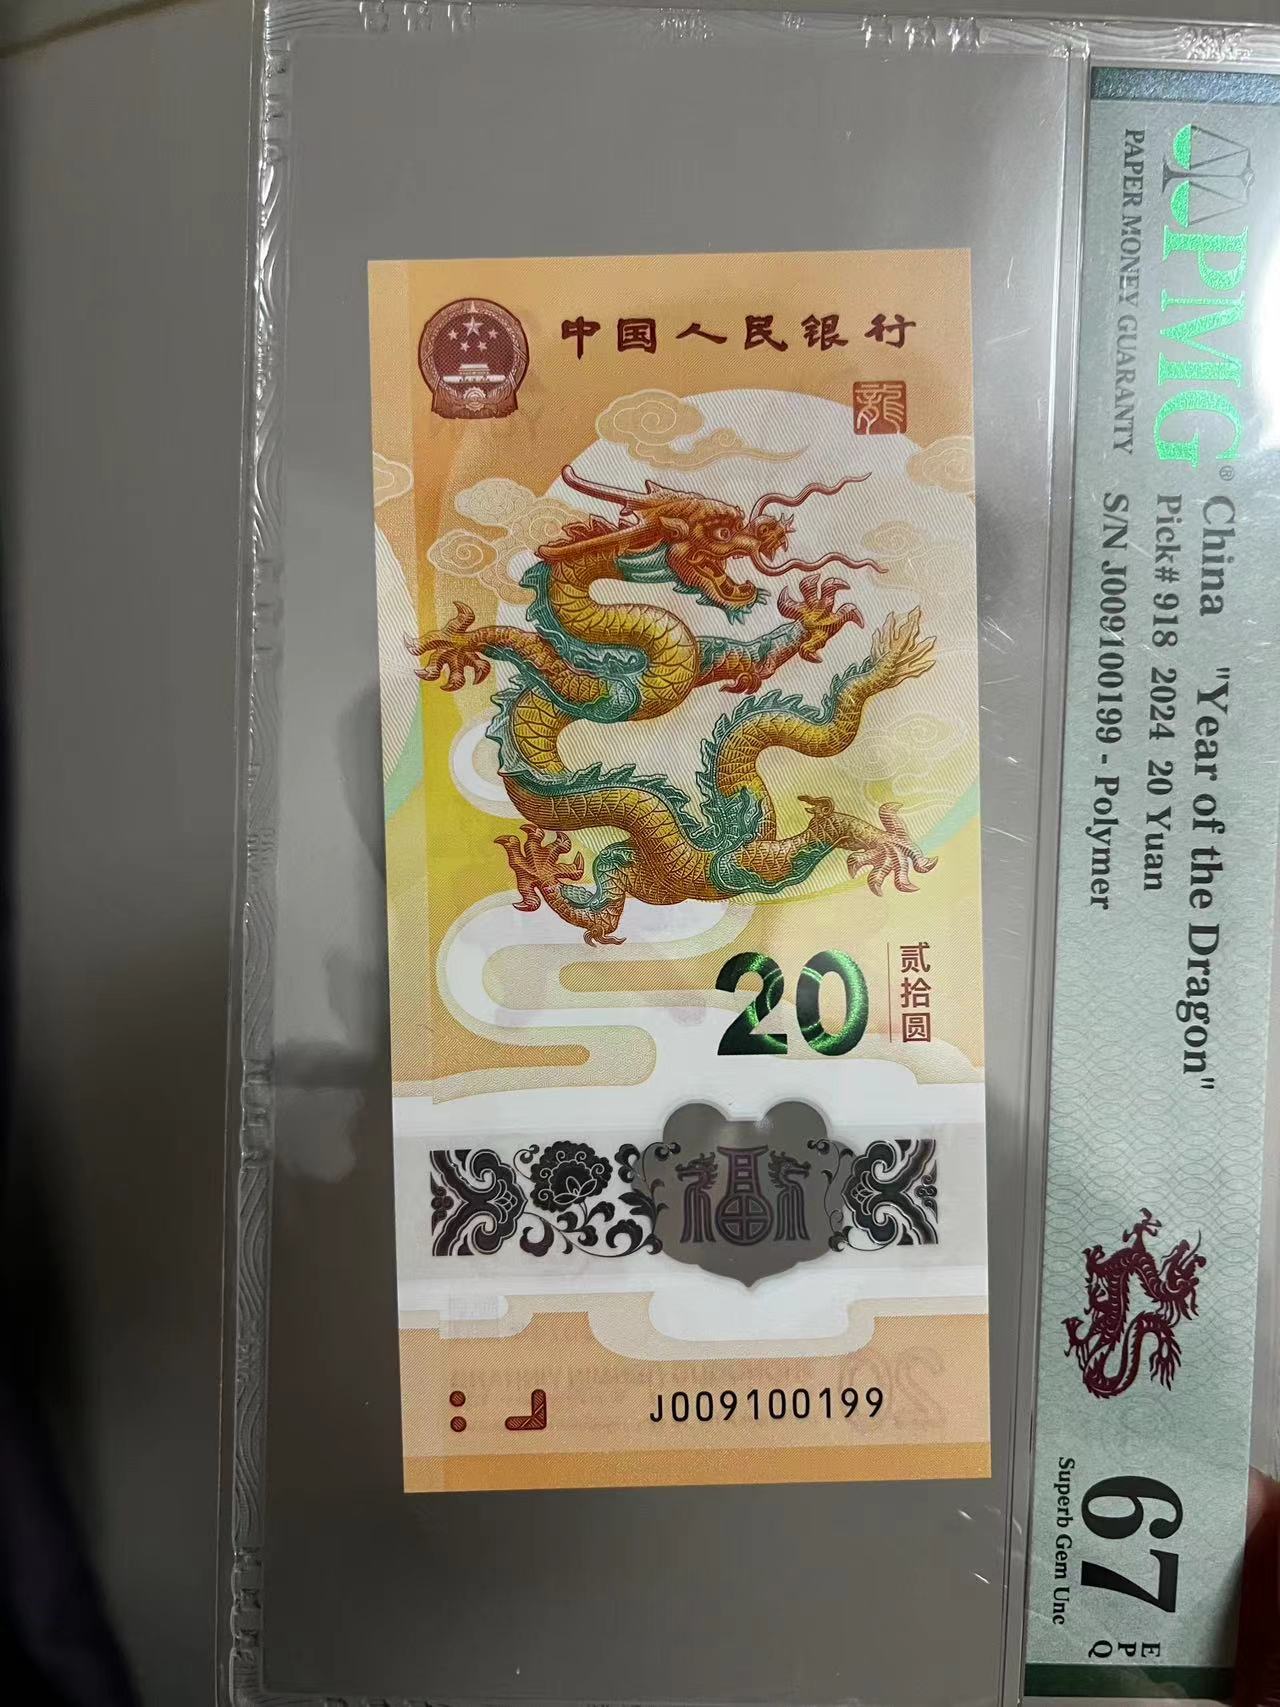 中国人民银行
龍
20
贰拾圆
福
J009100199
PMG®
PAPER MONEY GUARANTY
China "Year of the Dragon"
Pick# 918 2024 20 Yuan
S/N J009100199 - Polymer
67 EPQ
Superb Gem Unc